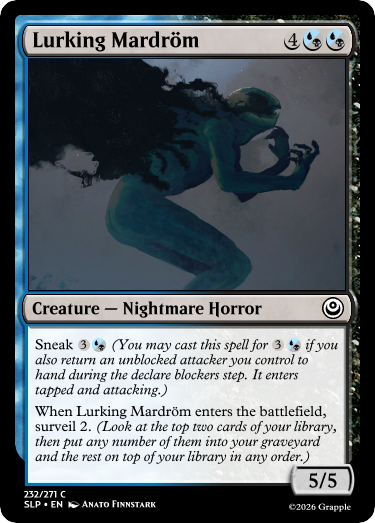 Lurking Mardröm 4
Creature — Nightmare Horror
Sneak 3 (You may cast this spell for 3 if you
also return an unblocked attacker you control to
hand during the declare blockers step. It enters
tapped and attacking.)
When Lurking Mardröm enters the battlefield,
surveil 2. (Look at the top two cards of your library,
then put any number of them into your graveyard
and the rest on top of your library in any order.)
5/5
232/271 C
SLP • EN Anato Finnstark
©2026 Grapple